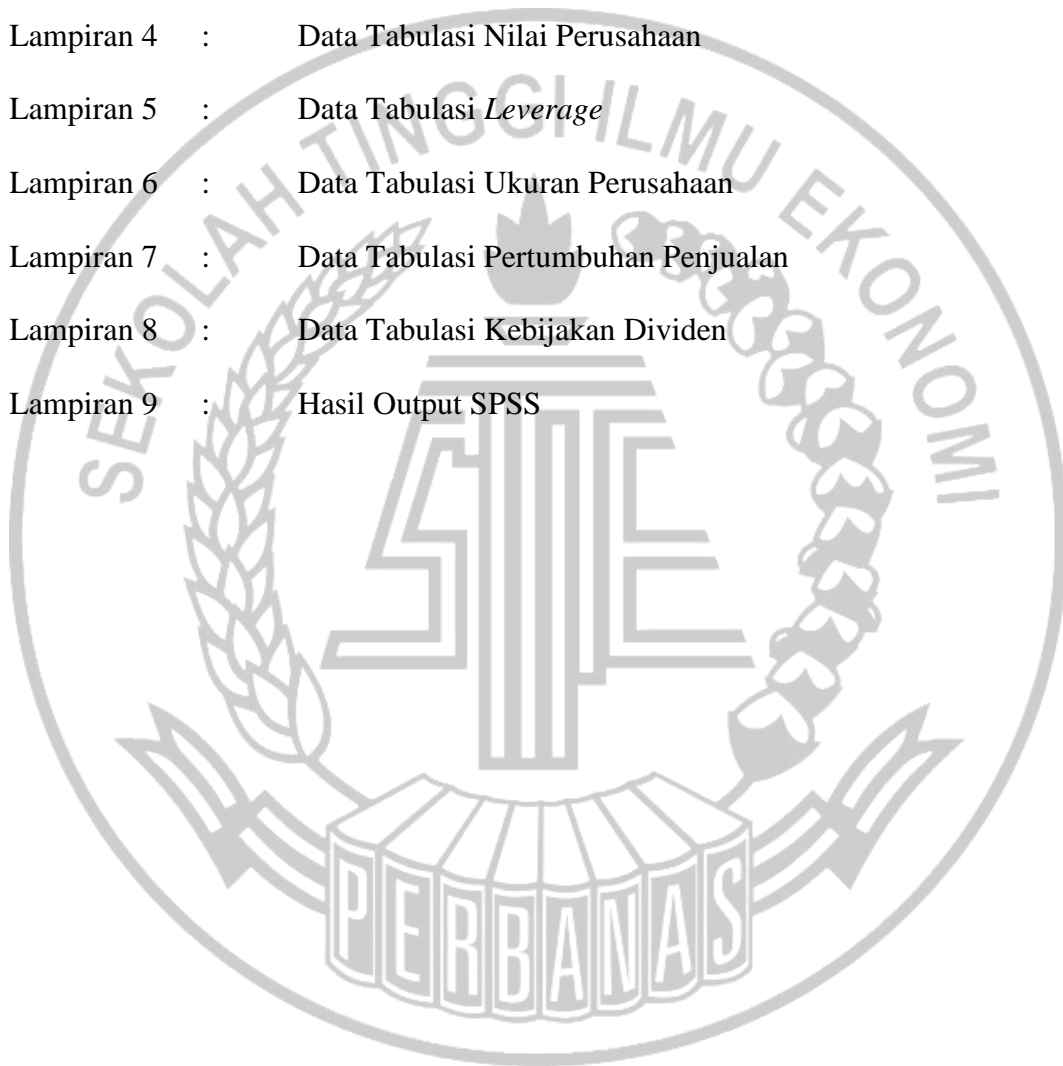 Lampiran 4 : Data Tabulasi Nilai Perusahaan
Lampiran 5 : Data Tabulasi Leverage
Lampiran 6 : Data Tabulasi Ukuran Perusahaan
Lampiran 7 : Data Tabulasi Pertumbuhan Penjualan
Lampiran 8 : Data Tabulasi Kebijakan Dividen
Lampiran 9 : Hasil Output SPSS
SEKOLAH TINGGI ILMU EKONOMI
STIE
PERBANAS